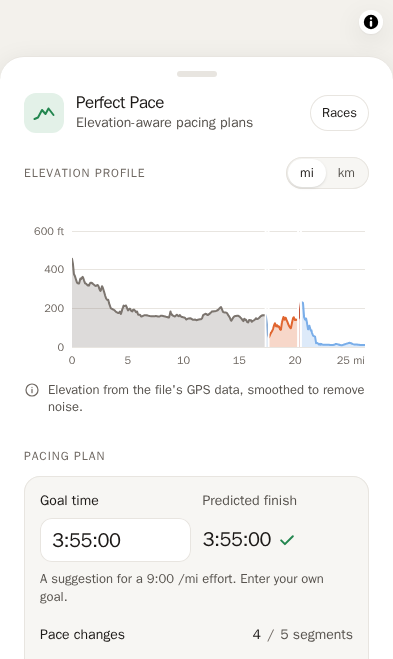 Perfect Pace
Elevation-aware pacing plans
Races
ELEVATION PROFILE
mi
km
600 ft
400
200
0
0
5
10
15
20
25 mi
Elevation from the file's GPS data, smoothed to remove
noise.
PACING PLAN
Goal time
Predicted finish
3:55:00
3:55:00
A suggestion for a 9:00 /mi effort. Enter your own
goal.
Pace changes
4 / 5 segments